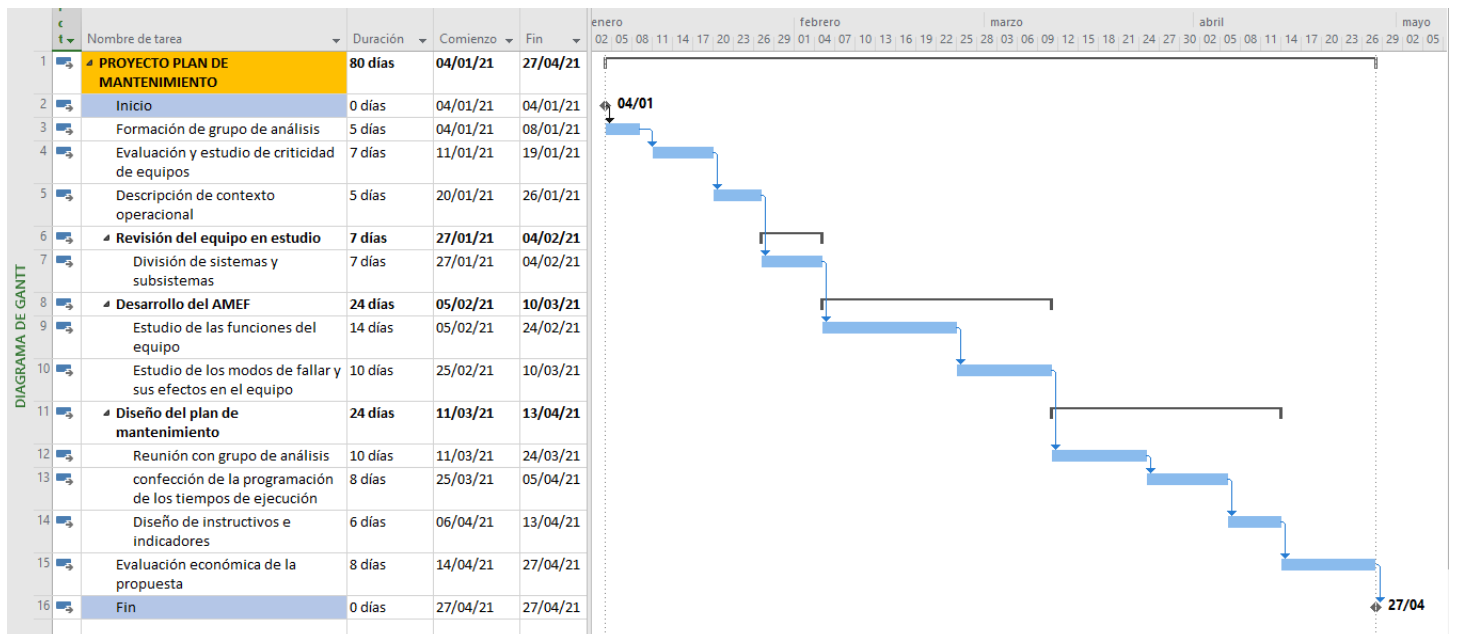 enero febrero marzo abril mayo
t Nombre de tarea Duración Comienzo Fin 02 05 08 11 14 17 20 23 26 29 01 04 07 10 13 16 19 22 25 28 03 06 09 12 15 18 21 24 27 30 02 05 08 11 14 17 20 23 26 29 02 05
1 PROYECTO PLAN DE 80 días 04/01/21 27/04/21
MANTENIMIENTO
2 Inicio 0 días 04/01/21 04/01/21 04/01
3 Formación de grupo de análisis 5 días 04/01/21 08/01/21
4 Evaluación y estudio de criticidad 7 días 11/01/21 19/01/21
de equipos
5 Descripción de contexto 5 días 20/01/21 26/01/21
operacional
6 Revisión del equipo en estudio 7 días 27/01/21 04/02/21
7 División de sistemas y 7 días 27/01/21 04/02/21
subsistemas
8 Desarrollo del AMEF 24 días 05/02/21 10/03/21
9 Estudio de las funciones del 14 días 05/02/21 24/02/21
equipo
10 Estudio de los modos de fallar y 10 días 25/02/21 10/03/21
sus efectos en el equipo
11 Diseño del plan de 24 días 11/03/21 13/04/21
mantenimiento
12 Reunión con grupo de análisis 10 días 11/03/21 24/03/21
13 confección de la programación 8 días 25/03/21 05/04/21
de los tiempos de ejecución
14 Diseño de instructivos e 6 días 06/04/21 13/04/21
indicadores
15 Evaluación económica de la 8 días 14/04/21 27/04/21
propuesta
16 Fin 0 días 27/04/21 27/04/21 27/04
DIAGRAMA DE GANTT